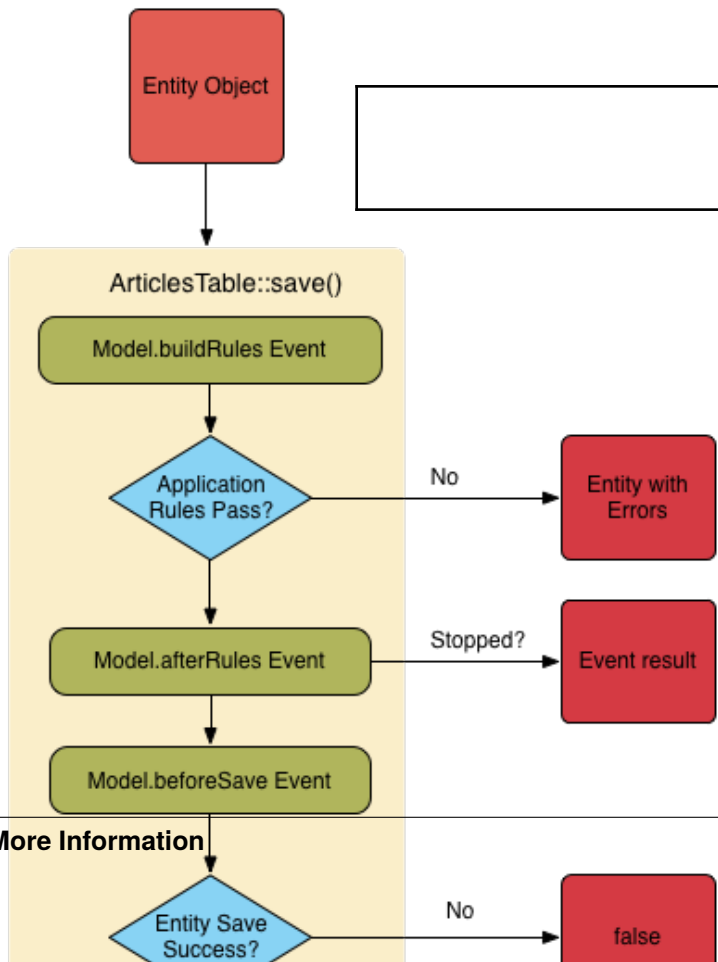 Entity Object
ArticlesTable::save()
Model.buildRules Event
Application
Rules Pass?
No
Entity with
Errors
Model.afterRules Event
Stopped?
Event result
Model.beforeSave Event
More Information
Entity Save
Success?
No
false